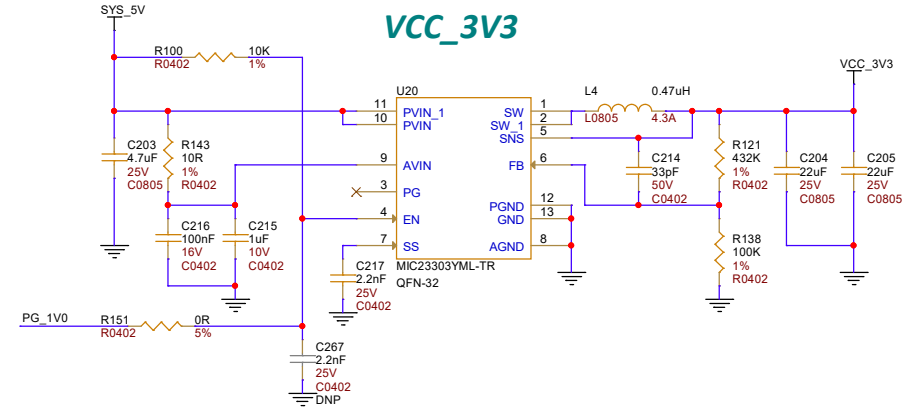 SYS_5V
VCC_3V3
R100 10K
R0402 1%
VCC_3V3
U20
L4 0.47uH
L0805 4.3A
11 PVIN_1 SW 1
10 PVIN SW_1 2
SNS 5
C203
4.7uF
25V
C0805
R143
10R
1%
R0402
9 AVIN FB 6
C214
33pF
50V
C0402
R121
432K
1%
R0402
C204
22uF
25V
C0805
C205
22uF
25V
C0805
3 PG
PGND 12
4 EN GND 13
7 SS AGND 8
C216
100nF
16V
C0402
C215
1uF
10V
C0402
R138
100K
1%
R0402
C217
2.2nF
25V
C0402
MIC23303YML-TR
QFN-32
PG_1V0
R151 0R
R0402 5%
C267
2.2nF
25V
C0402
DNP